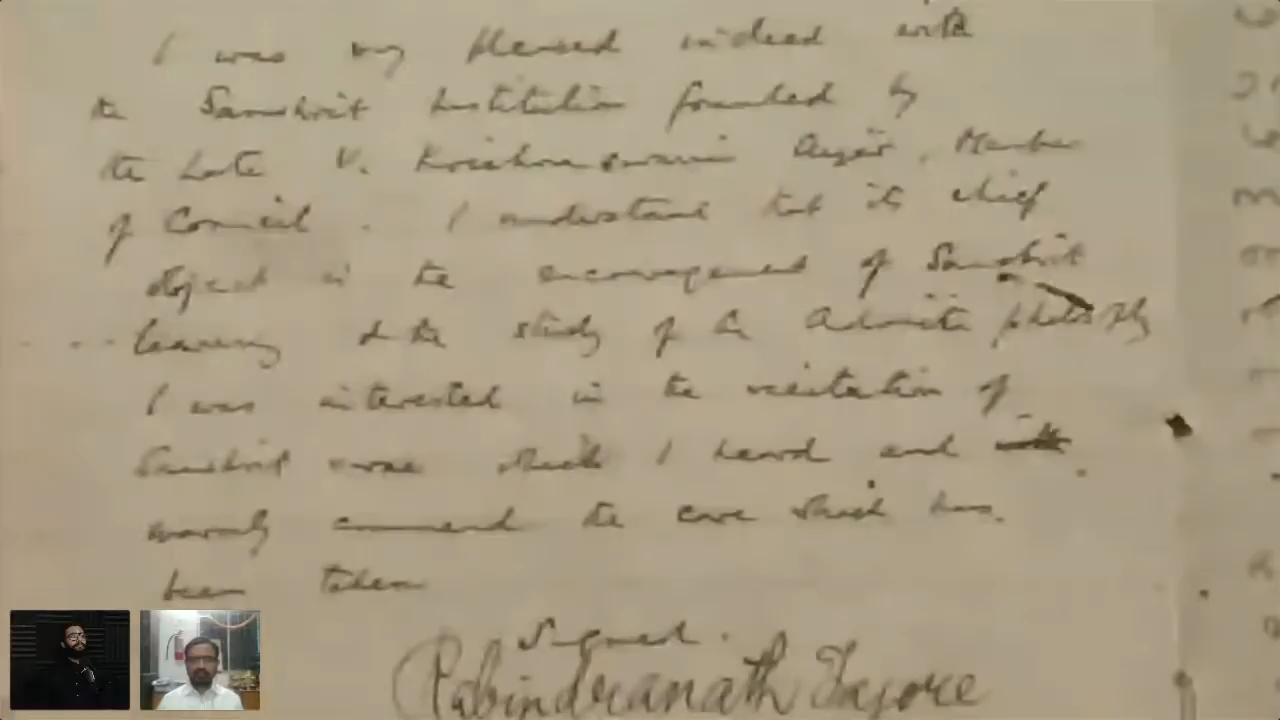 I was very pleased indeed with
the Sanskrit Institution founded by
the late V. Krishnaswami Aiyar, Member
of Council. I understand that its chief
object is the encouragement of Sanskrit
learning & the study of the Advaita philosophy
I was interested in the recitation of
Sanskrit verse which I heard and
warmly commend the care which has
been taken
Signed.
Rabindranath Tagore